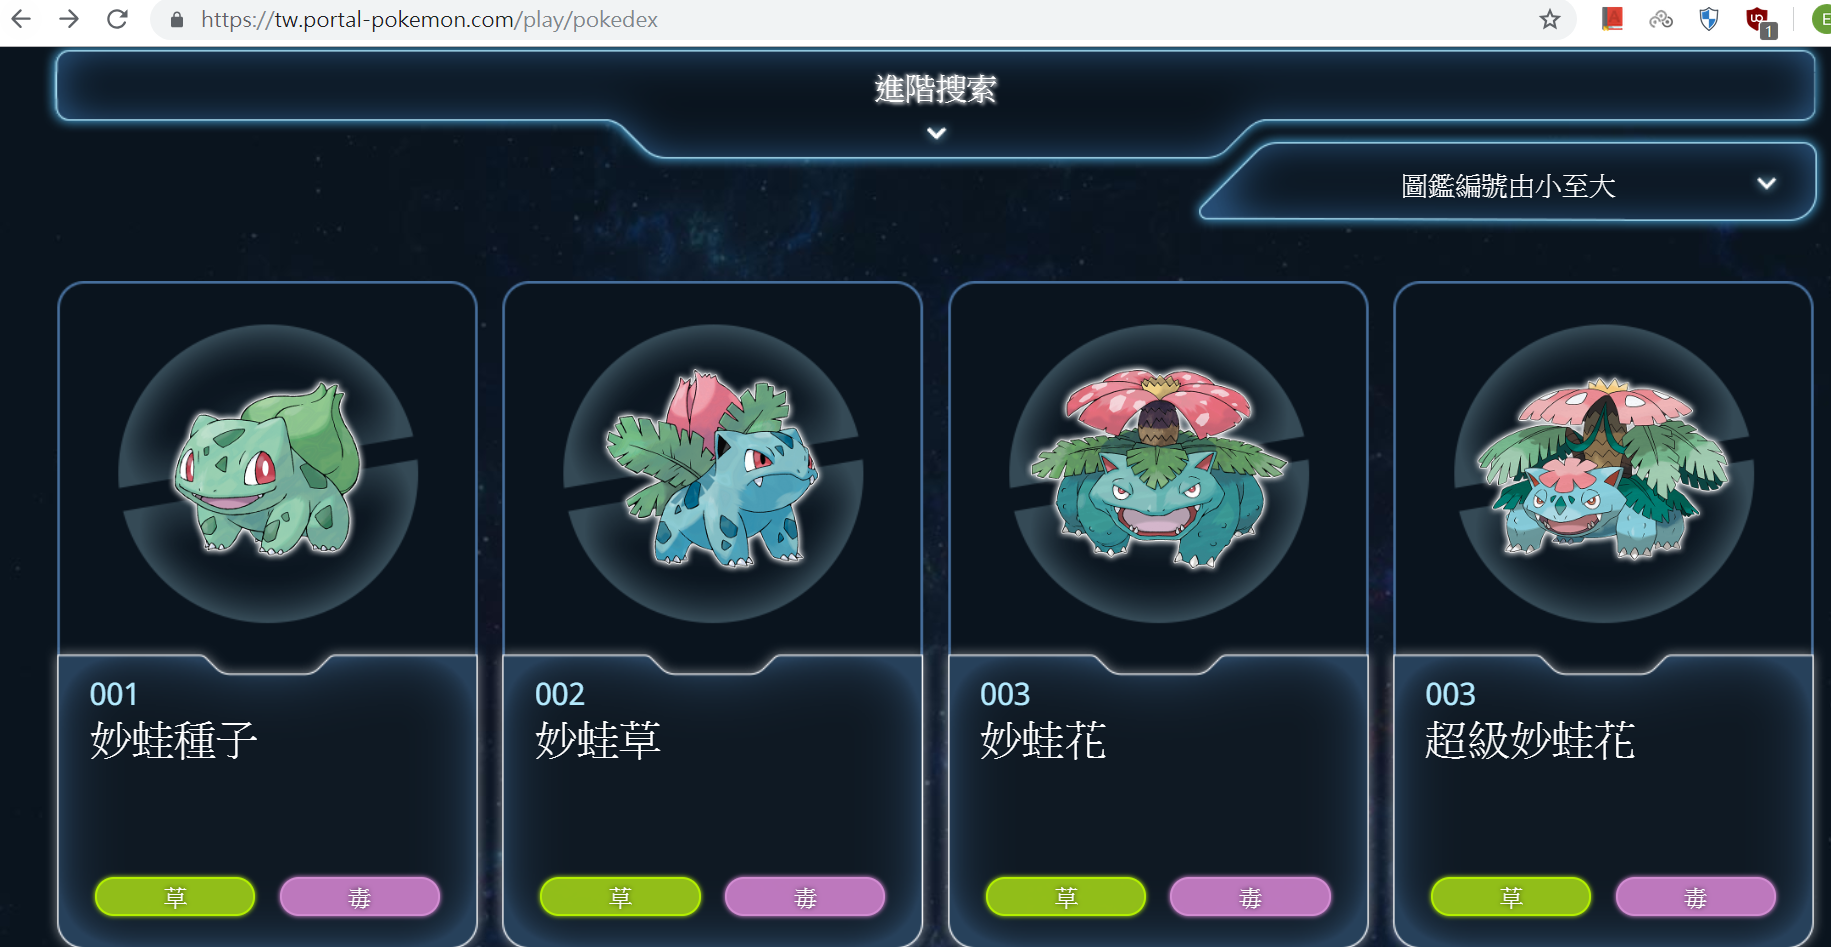 https://tw.portal-pokemon.com/play/pokedex
1
E
進階搜索
圖鑑編號由小至大
001
妙蛙種子
草
毒
002
妙蛙草
草
毒
003
妙蛙花
草
毒
003
超級妙蛙花
草
毒